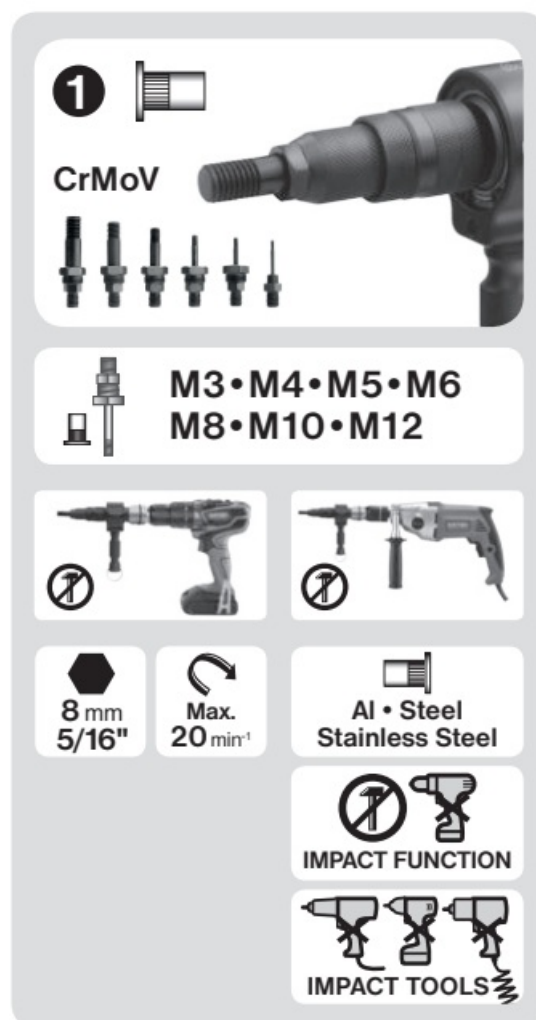 1
CrMoV
M3•M4•M5•M6
M8•M10•M12
8 mm
5/16"
Max.
20 min-1
Al • Steel
Stainless Steel
IMPACT FUNCTION
IMPACT TOOLS